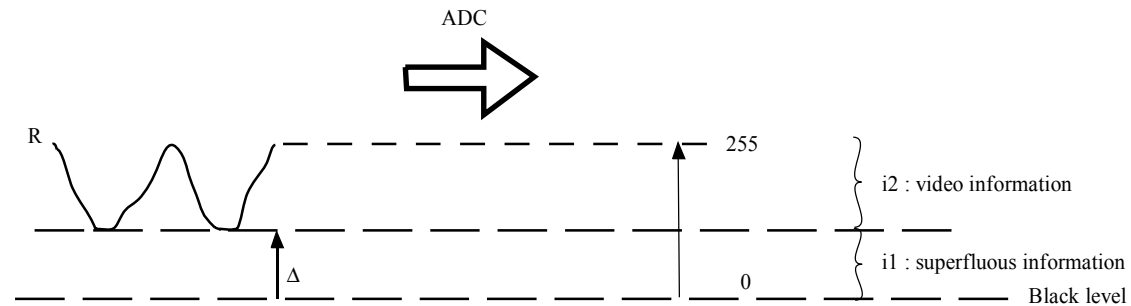 ADC
R
255
i2 : video information
Δ
0
i1 : superfluous information
Black level